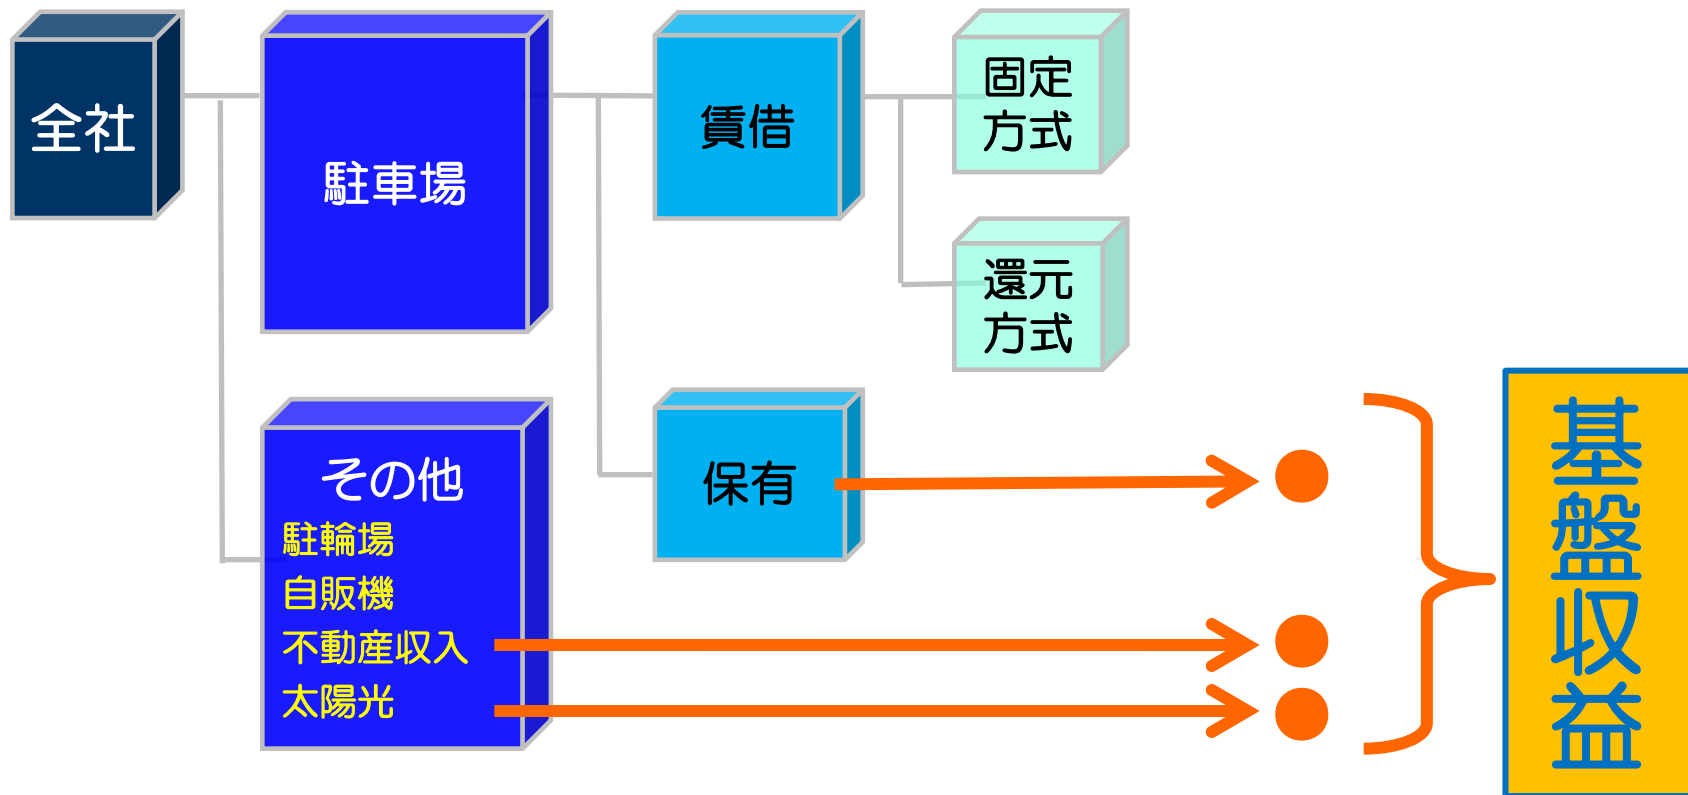 全社
駐車場
賃借
固定
方式
還元
方式
その他
駐輪場
自販機
不動産収入
太陽光
保有
基盤収益